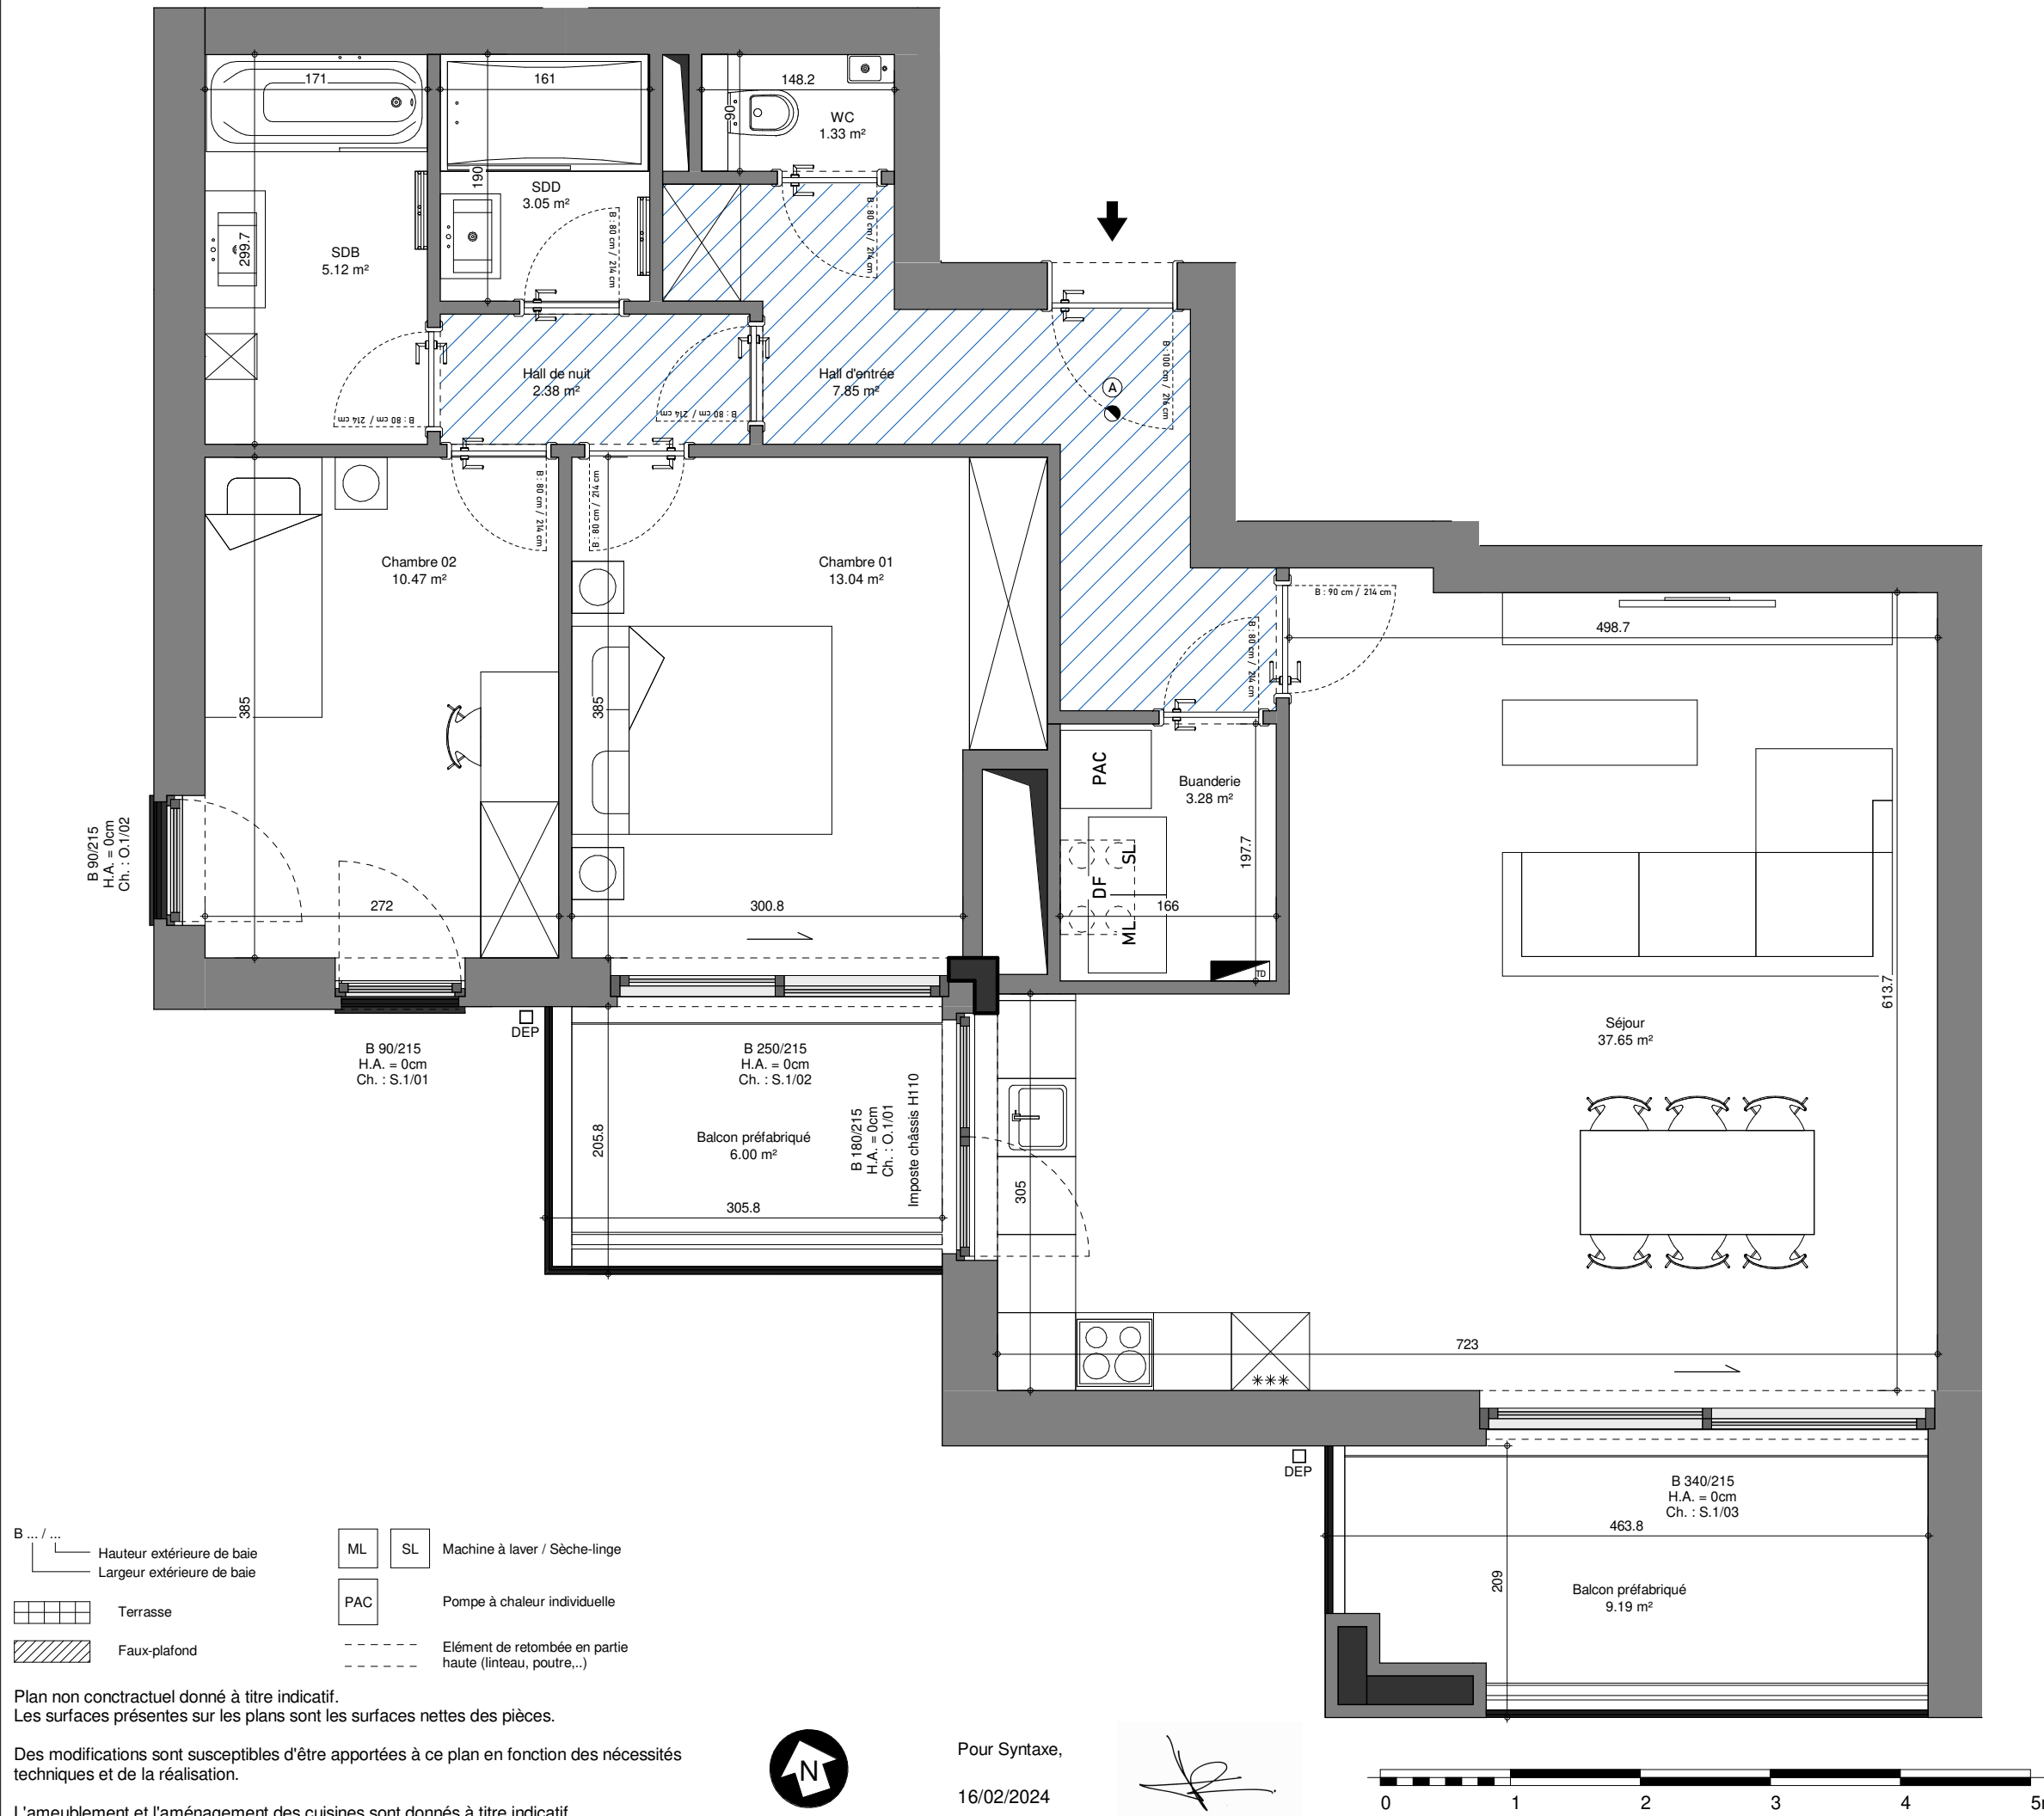 171
161
148.2
90
WC
1.33 m²
190
SDD
3.05 m²
B : 80 cm / 214 cm
B : 80 cm / 214 cm
299.7
SDB
5.12 m²
Hall de nuit
2.38 m²
Hall d'entrée
7.85 m²
A
B : 100 cm / 216 cm
B : 80 cm / 214 cm
B : 80 cm / 214 cm
B : 80 cm / 214 cm
B : 80 cm / 214 cm
Chambre 02
10.47 m²
Chambre 01
13.04 m²
B : 90 cm / 214 cm
B : 80 cm / 214 cm
498.7
385
385
PAC
Buanderie
3.28 m²
SL
DF
ML
197.7
166
TD
B 90/215
H.A. = 0cm
Ch. : O.1/02
272
300.8
613.7
Séjour
37.65 m²
DEP
B 90/215
H.A. = 0cm
Ch. : S.1/01
B 250/215
H.A. = 0cm
Ch. : S.1/02
B 180/215
H.A. = 0cm
Ch. : O.1/01
Imposte châssis H110
205.8
Balcon préfabriqué
6.00 m²
305.8
305
723
***
DEP
B 340/215
H.A. = 0cm
Ch. : S.1/03
463.8
209
Balcon préfabriqué
9.19 m²
B ... / ...
Hauteur extérieure de baie
Largeur extérieure de baie
Terrasse
Faux-plafond
ML
SL
Machine à laver / Sèche-linge
PAC
Pompe à chaleur individuelle
Elément de retombée en partie
haute (linteau, poutre,..)
Plan non conctractuel donné à titre indicatif.
Les surfaces présentes sur les plans sont les surfaces nettes des pièces.
Des modifications sont susceptibles d'être apportées à ce plan en fonction des nécessités
techniques et de la réalisation.
L'ameublement et l'aménagement des cuisines sont donnés à titre indicatif
N
Pour Syntaxe,
16/02/2024
0 1 2 3 4 5